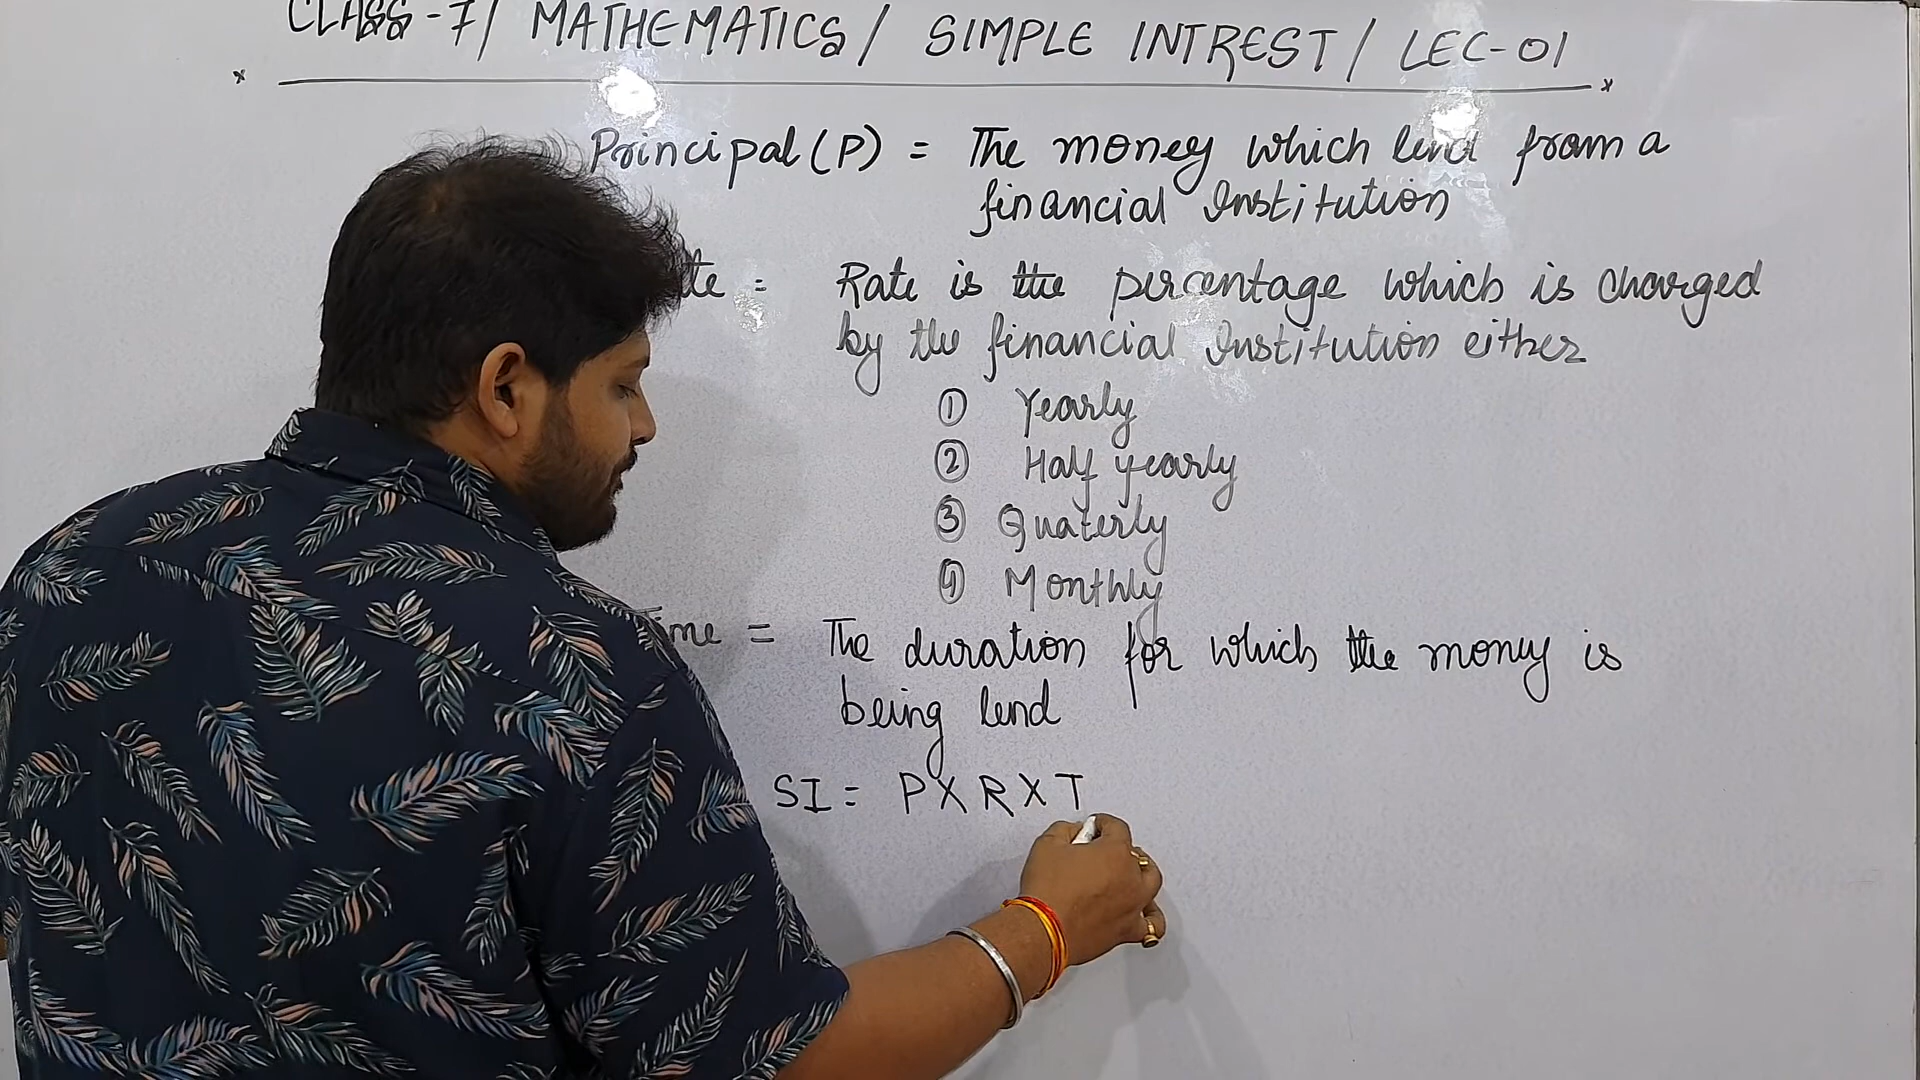 CLASS-7/ MATHEMATICS/ SIMPLE INTREST/ LEC-01
Principal(P) = The money which lend from a
financial Institution
te = Rate is the percentage which is charged
by the financial Institution either
① Yearly
② Half yearly
③ Quaterly
④ Monthly
Time = The duration for which the money is
being lend
SI = P X R X T